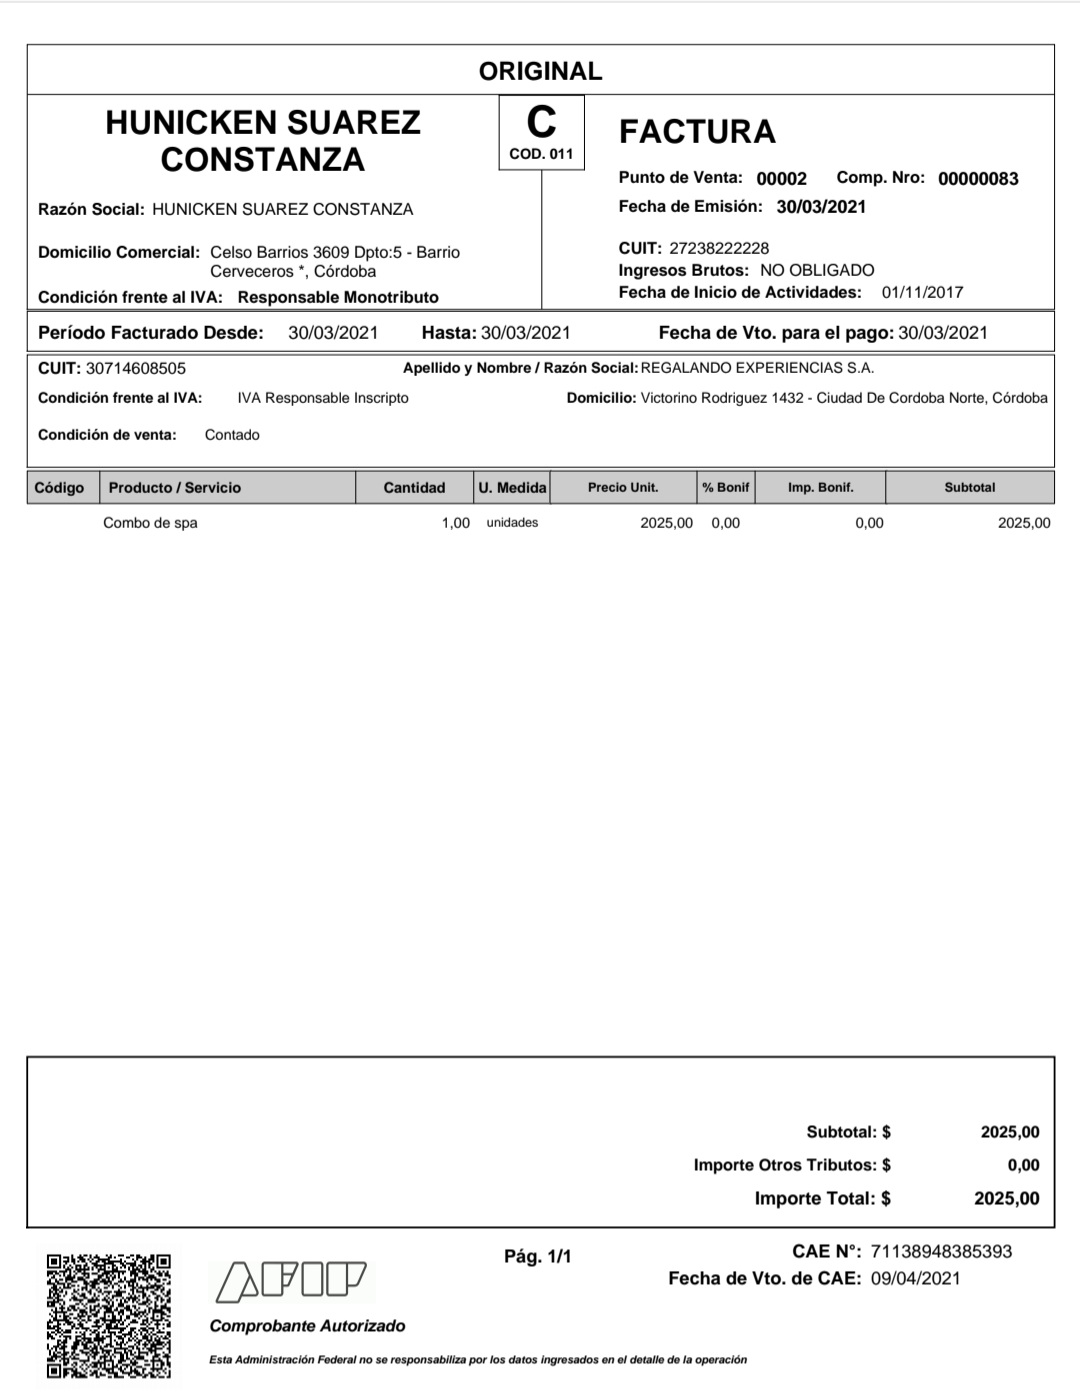 ORIGINAL
HUNICKEN SUAREZ
CONSTANZA
C
COD. 011
FACTURA
Punto de Venta: 00002 Comp. Nro: 00000083
Fecha de Emisión: 30/03/2021
Razón Social: HUNICKEN SUAREZ CONSTANZA
Domicilio Comercial: Celso Barrios 3609 Dpto:5 - Barrio
Cerveceros *, Córdoba
Condición frente al IVA: Responsable Monotributo
CUIT: 27238222228
Ingresos Brutos: NO OBLIGADO
Fecha de Inicio de Actividades: 01/11/2017
Período Facturado Desde: 30/03/2021 Hasta: 30/03/2021 Fecha de Vto. para el pago: 30/03/2021
CUIT: 30714608505 Apellido y Nombre / Razón Social: REGALANDO EXPERIENCIAS S.A.
Condición frente al IVA: IVA Responsable Inscripto Domicilio: Victorino Rodriguez 1432 - Ciudad De Cordoba Norte, Córdoba
Condición de venta: Contado
Código Producto / Servicio Cantidad U. Medida Precio Unit. % Bonif Imp. Bonif. Subtotal
Combo de spa 1,00 unidades 2025,00 0,00 0,00 2025,00
Subtotal: $ 2025,00
Importe Otros Tributos: $ 0,00
Importe Total: $ 2025,00
AFIP
Pág. 1/1
CAE N°: 71138948385393
Fecha de Vto. de CAE: 09/04/2021
Comprobante Autorizado
Esta Administración Federal no se responsabiliza por los datos ingresados en el detalle de la operación